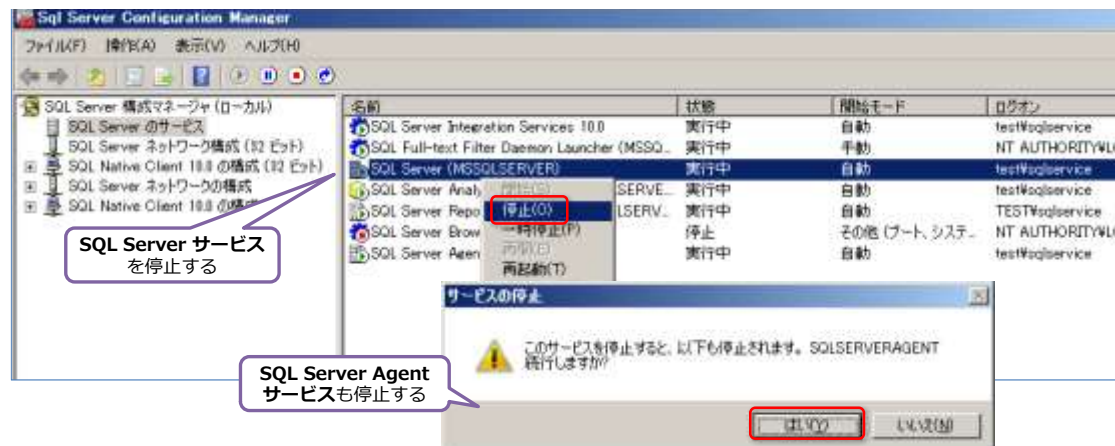 Sql Server Configuration Manager
ファイル(F) 操作(A) 表示(V) ヘルプ(H)
SQL Server 構成マネージャ (ローカル)
SQL Server のサービス
SQL Server ネットワーク構成 (32 ビット)
SQL Native Client 10.0 の構成 (32 ビット)
SQL Server ネットワークの構成
SQL Native Client 10.0 の構成
名前 状態 開始モード ログオン
SQL Server Integration Services 10.0 実行中 自動 test¥sqlservice
SQL Full-text Filter Daemon Launcher (MSSQ... 実行中 手動 NT AUTHORITY¥L
SQL Server (MSSQLSERVER) 実行中 自動 test¥sqlservice
SQL Server Analy SERVE... 実行中 自動 test¥sqlservice
SQL Server Repo LSERV... 実行中 自動 TEST¥sqlservice
SQL Server Brow 停止 その他 (ブート、システ... NT AUTHORITY¥L
SQL Server Agen 実行中 自動 test¥sqlservice
開始(S)
停止(O)
一時停止(P)
再開(E)
再起動(T)
SQL Server サービス
を停止する
サービスの停止
このサービスを停止すると、以下も停止されます。SQLSERVERAGENT
続行しますか?
SQL Server Agent
サービスも停止する
はい(Y) いいえ(N)